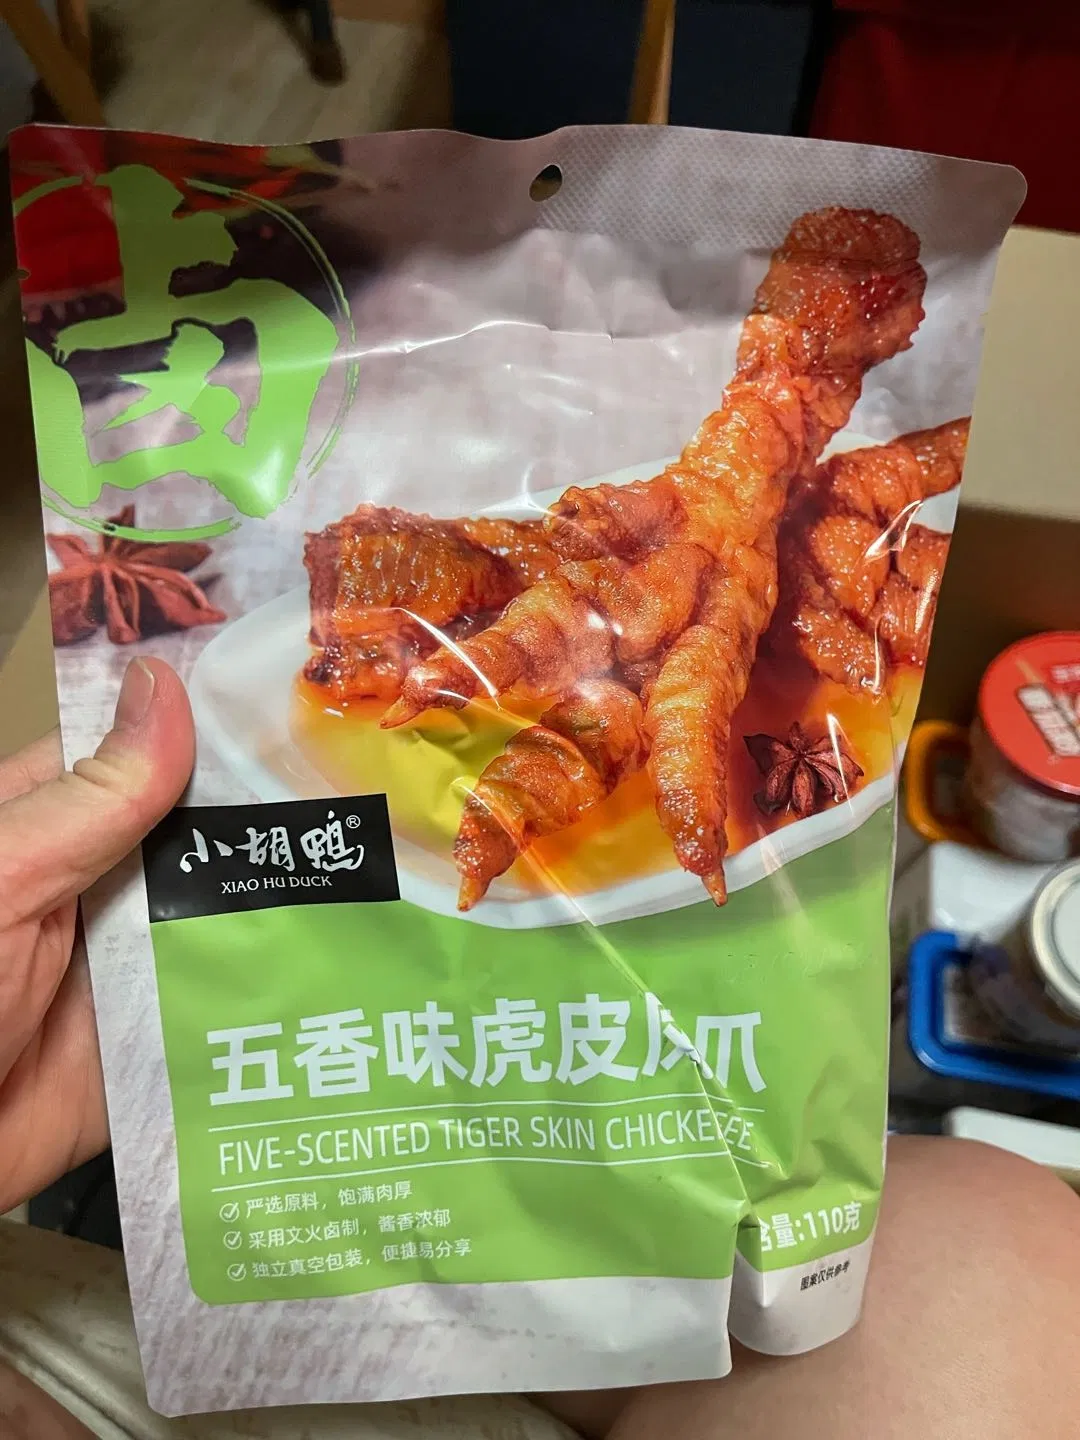 卤
小胡鸭®
XIAO HU DUCK
五香味虎皮凤爪
FIVE-SCENTED TIGER SKIN
严选原料，饱满肉厚
采用文火卤制，酱香浓郁
独立真空包装，便捷易分享
含量:110克
图案仅供参考